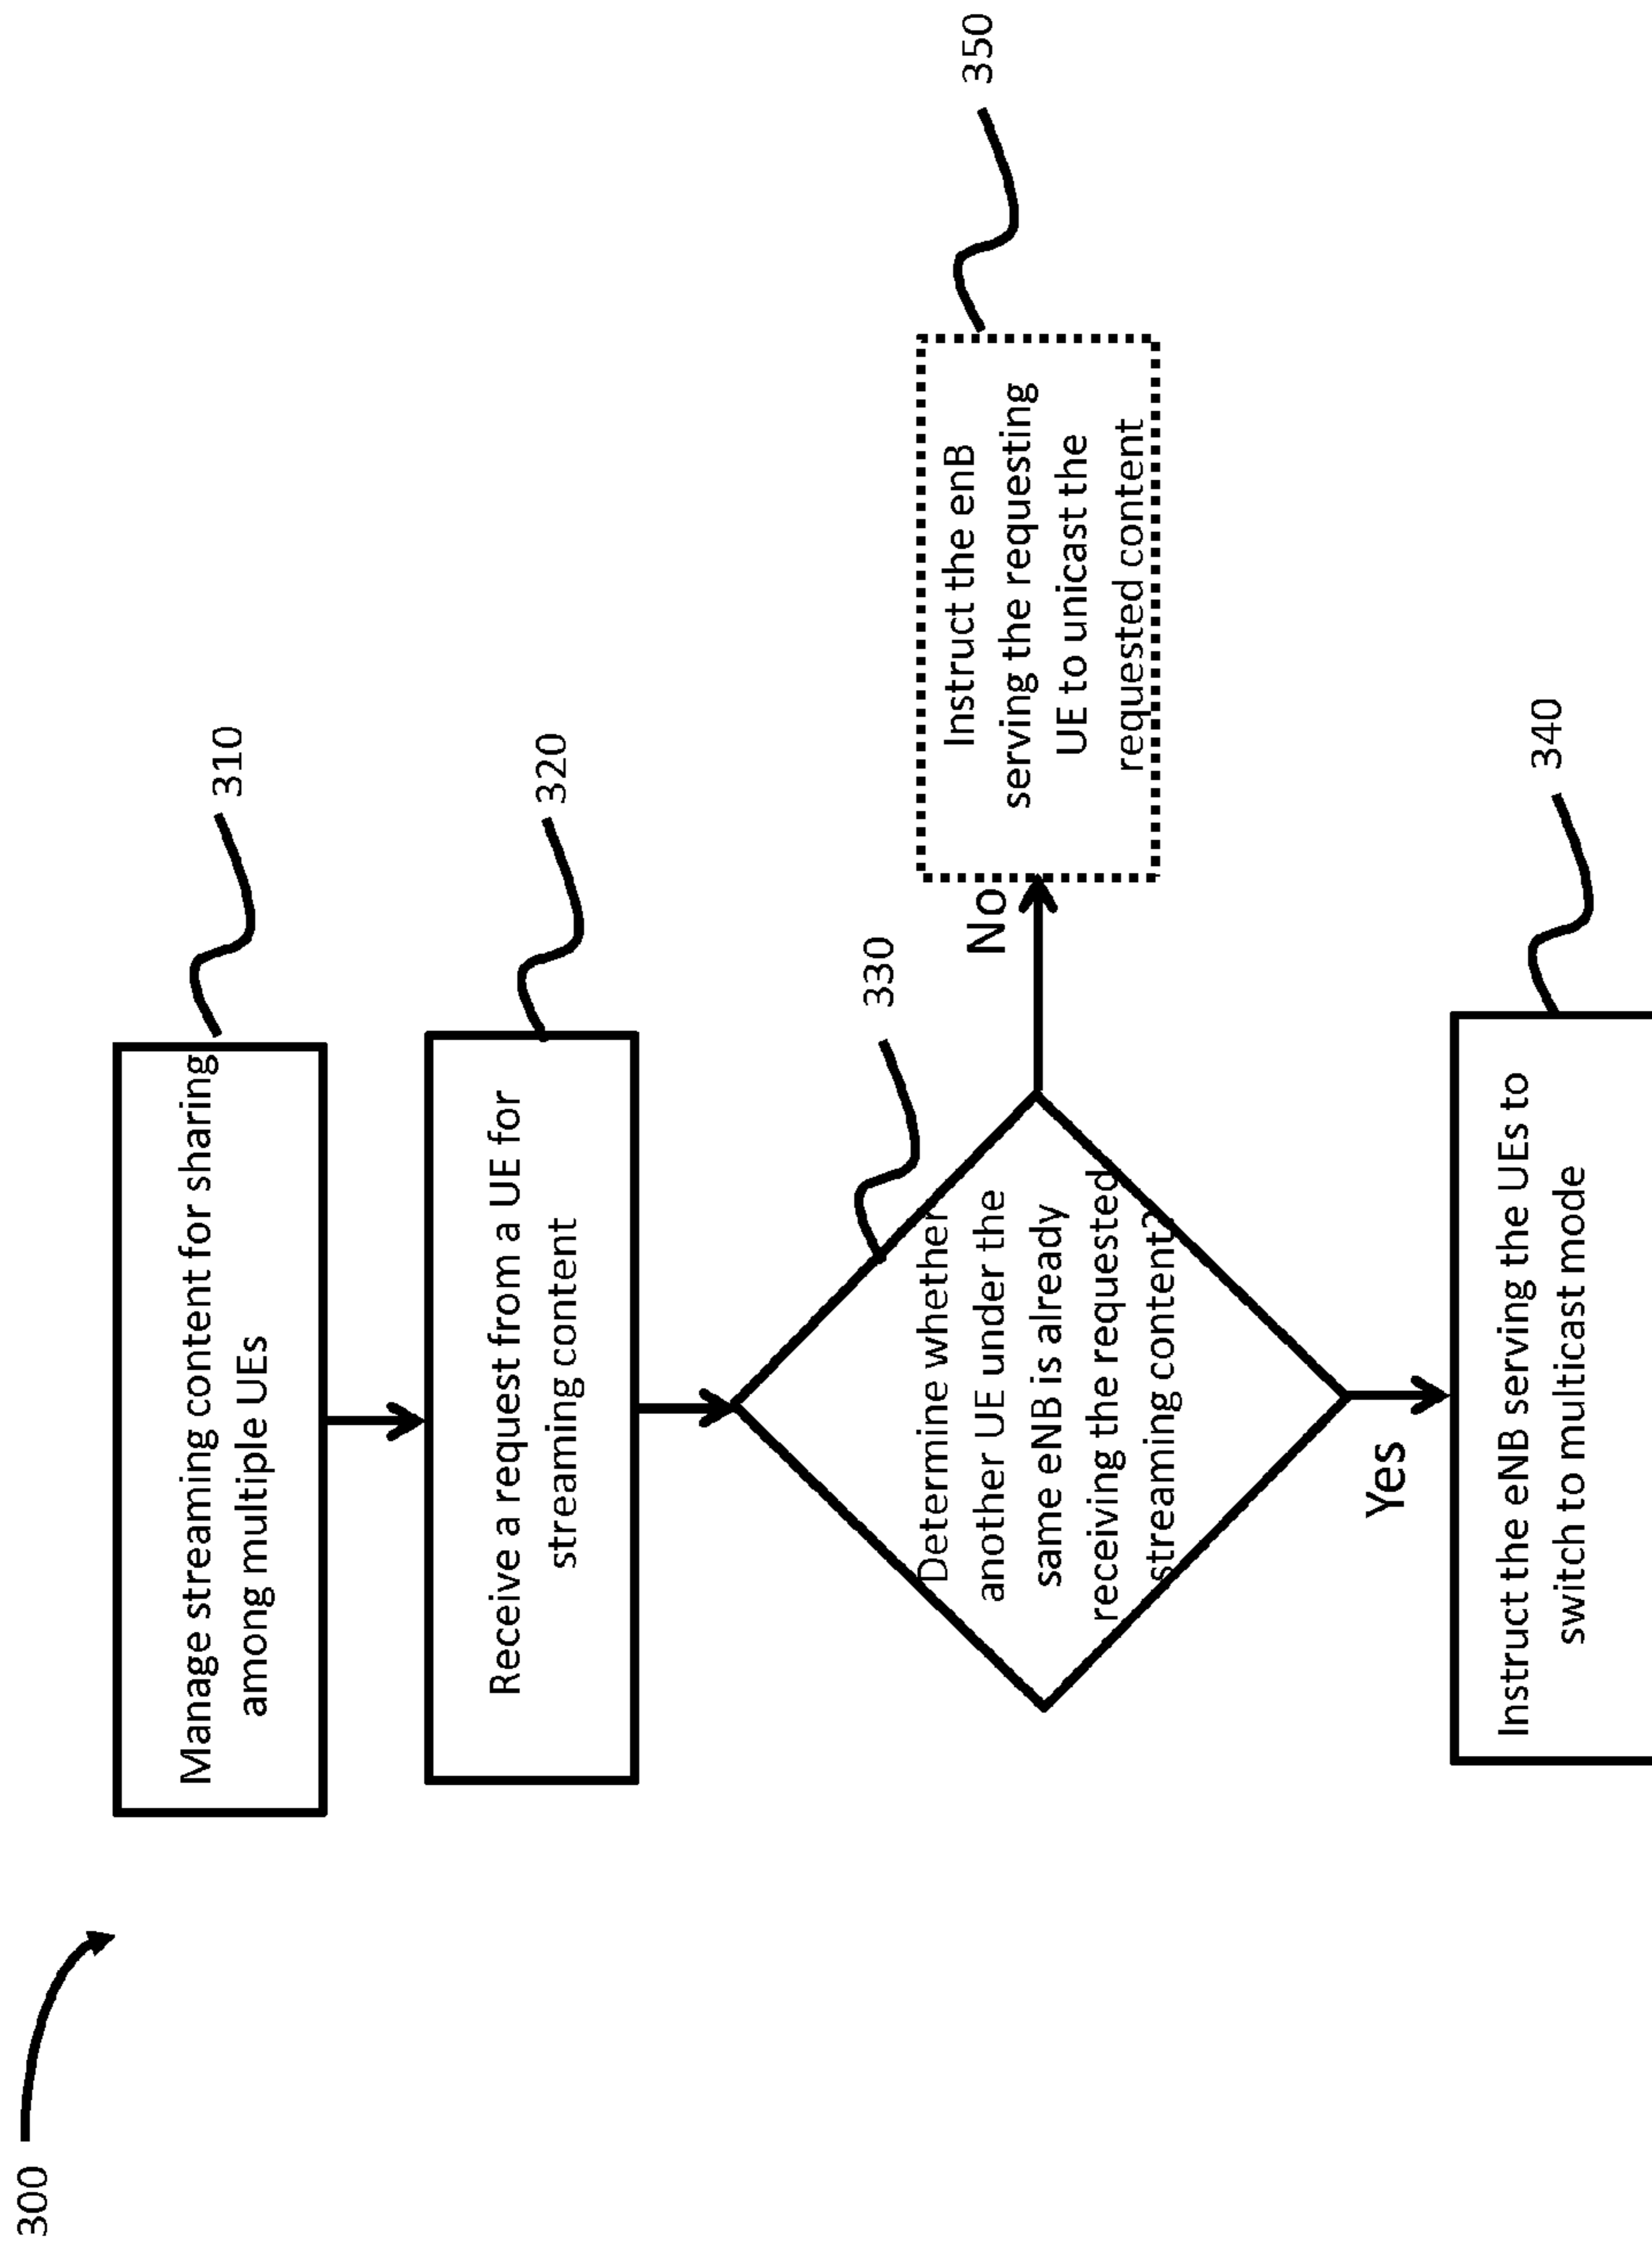 300
Manage streaming content for sharing
among multiple UEs
310
Receive a request from a UE for
streaming content
320
Determine whether
another UE under the
same eNB is already
receiving the requested
streaming content?
330
No
Instruct the enB
serving the requesting
UE to unicast the
requested content
350
Yes
Instruct the eNB serving the UEs to
switch to multicast mode
340